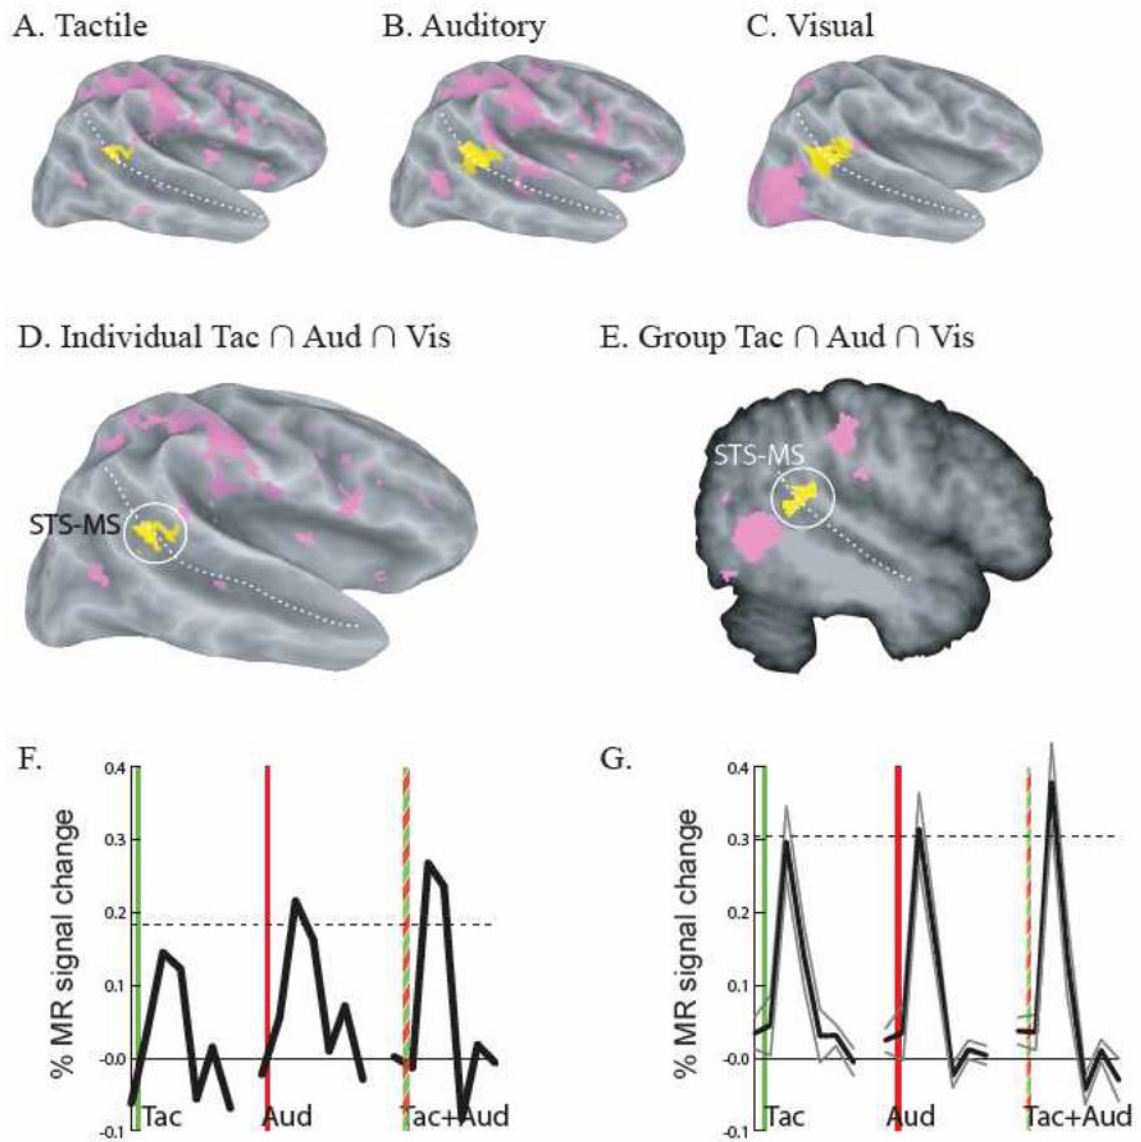 A. Tactile
B. Auditory
C. Visual
D. Individual Tac ∩ Aud ∩ Vis
E. Group Tac ∩ Aud ∩ Vis
STS-MS
STS-MS
F.
% MR signal change
0.4
0.3
0.2
0.1
-0.0
-0.1
Tac
Aud
Tac+Aud
G.
% MR signal change
0.4
0.3
0.2
0.1
-0.0
-0.1
Tac
Aud
Tac+Aud